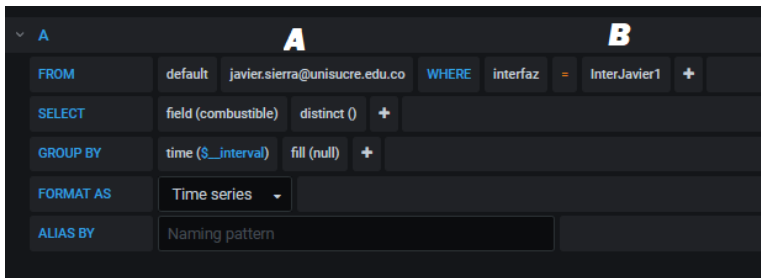 A A B
FROM default javier.sierra@unisucre.edu.co WHERE interfaz = InterJavier1 +
SELECT field (combustible) distinct () +
GROUP BY time ($__interval) fill (null) +
FORMAT AS Time series
ALIAS BY Naming pattern